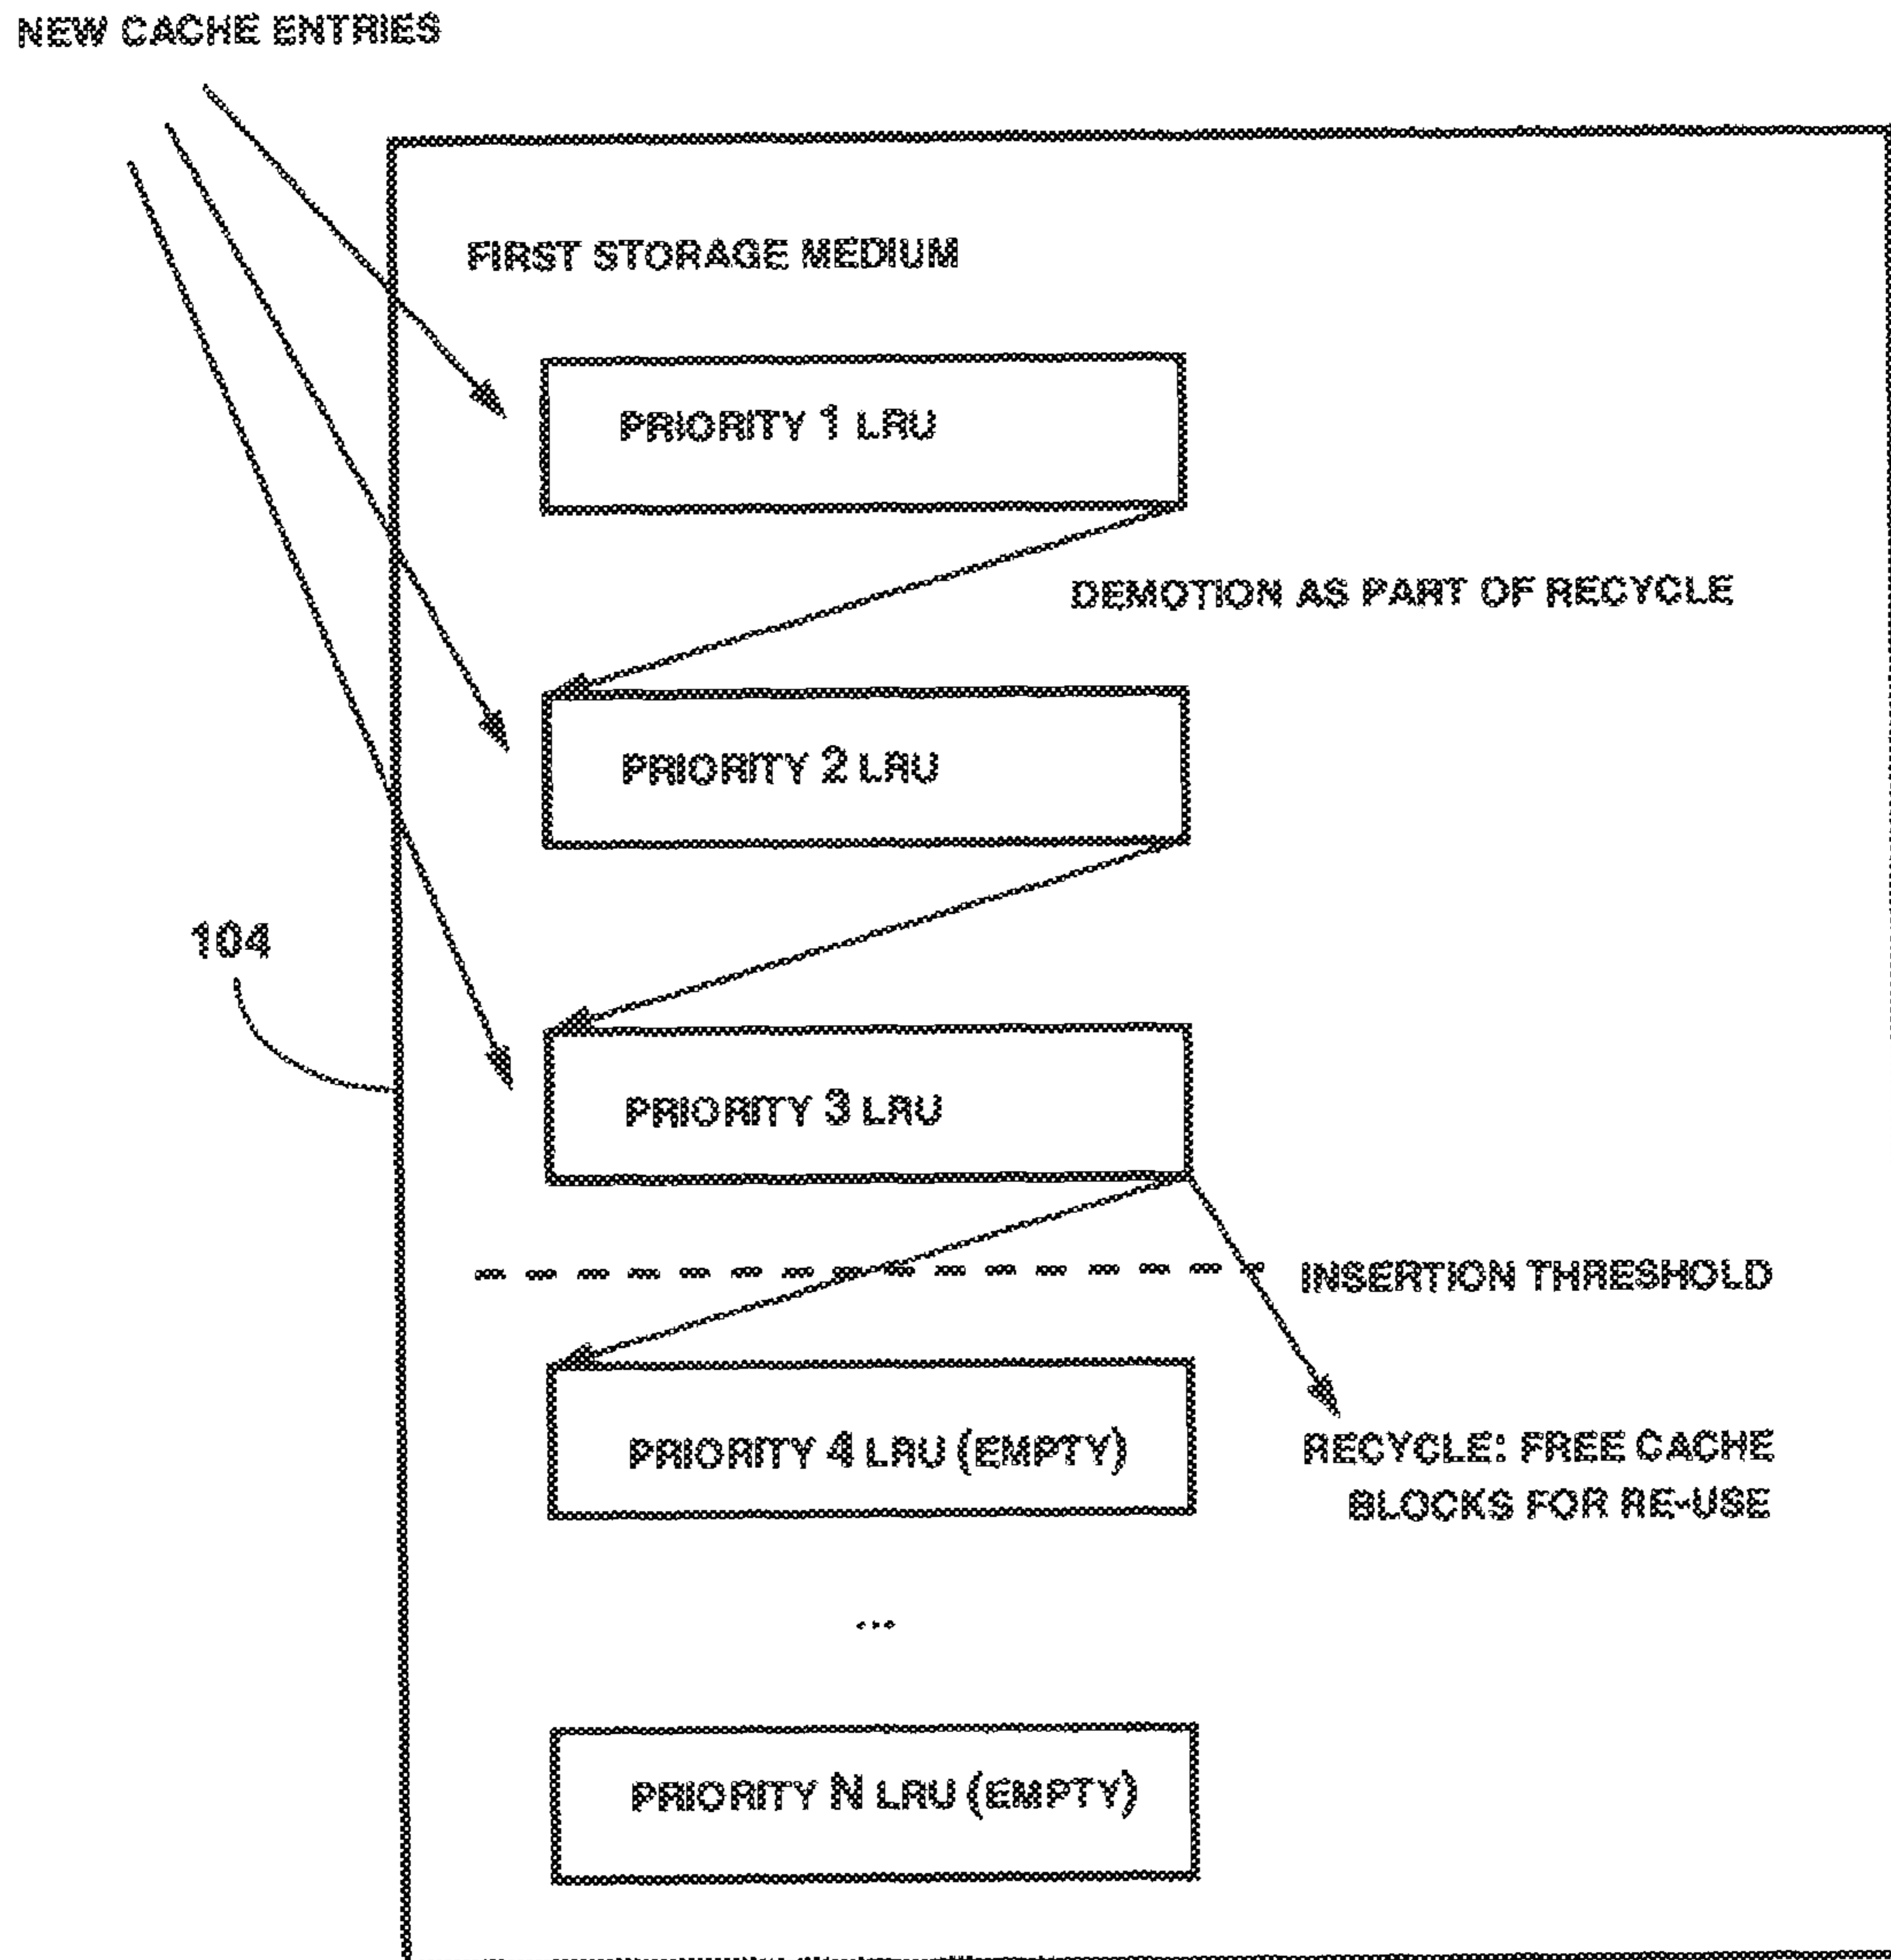 NEW CACHE ENTRIES
FIRST STORAGE MEDIUM
PRIORITY 1 LRU
DEMOTION AS PART OF RECYCLE
PRIORITY 2 LRU
104
PRIORITY 3 LRU
INSERTION THRESHOLD
PRIORITY 4 LRU (EMPTY)
RECYCLE: FREE CACHE
BLOCKS FOR RE-USE
...
PRIORITY N LRU (EMPTY)